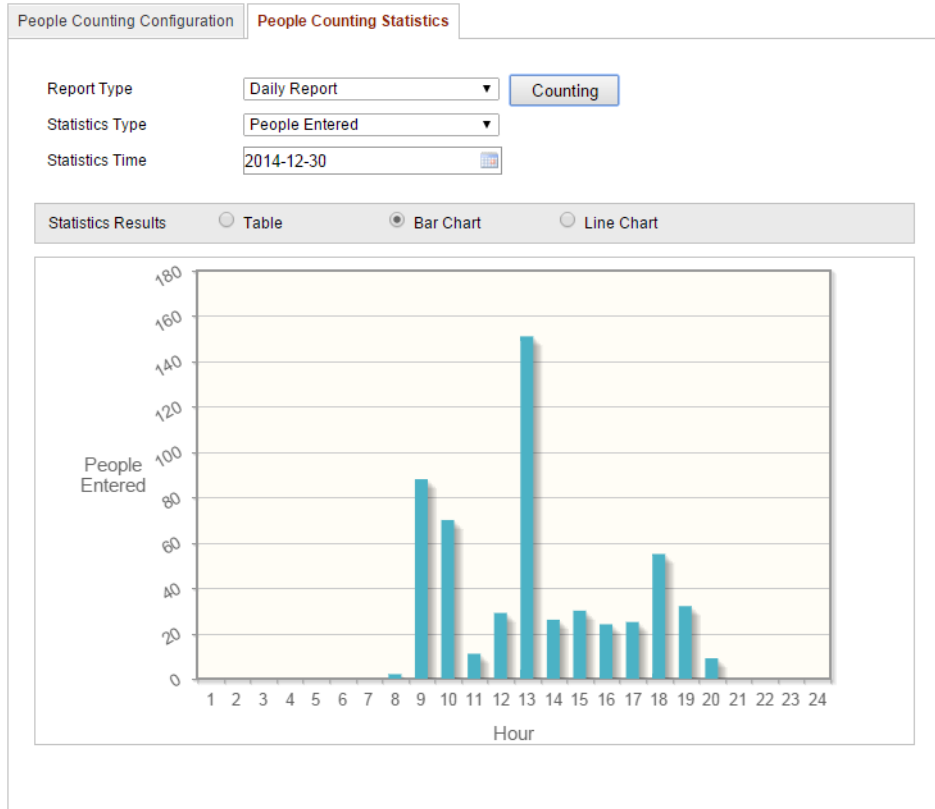 People Counting Configuration People Counting Statistics
Report Type Daily Report Counting
Statistics Type People Entered
Statistics Time 2014-12-30
Statistics Results Table Bar Chart Line Chart
180
160
140
120
100
People
Entered
80
60
40
20
0
1 2 3 4 5 6 7 8 9 10 11 12 13 14 15 16 17 18 19 20 21 22 23 24
Hour